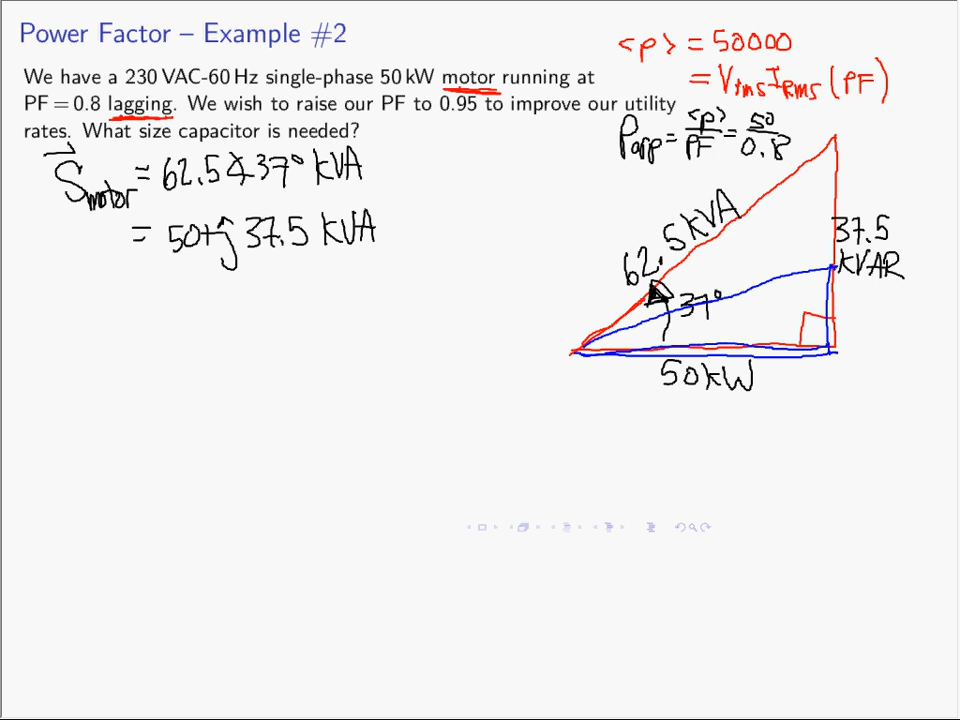 Power Factor – Example #2
We have a 230 VAC-60 Hz single-phase 50 kW motor running at
PF = 0.8 lagging. We wish to raise our PF to 0.95 to improve our utility
rates. What size capacitor is needed?
<p> = 50000
= Vrms IRMS (PF)
Papp = <p>/PF = 50/0.8
S⃗motor = 62.5∡37° KVA
= 50+j 37.5 KVA
62.5 KVA
37.5
KVAR
37°
50kW